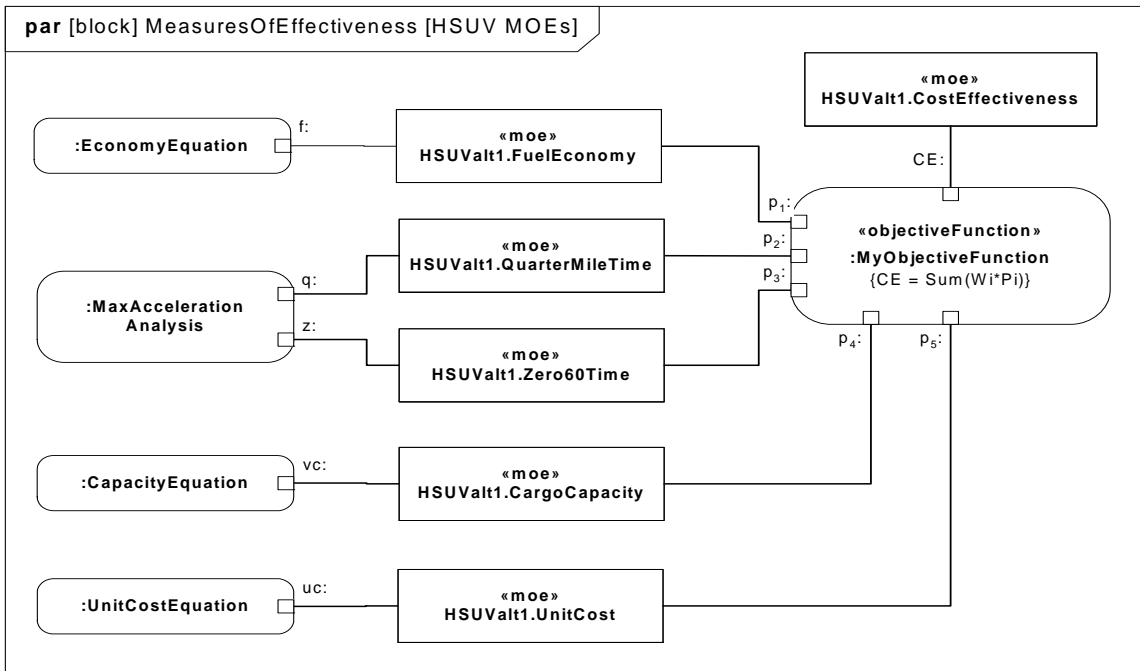 par [block] MeasuresOfEffectiveness [HSUV MOEs]
«moe»
HSUValt1.CostEffectiveness
CE:
:EconomyEquation
f:
«moe»
HSUValt1.FuelEconomy
p1:
p2:
p3:
«objectiveFunction»
:MyObjectiveFunction
{CE = Sum(Wi*Pi)}
p4:
p5:
:MaxAcceleration
Analysis
q:
z:
«moe»
HSUValt1.QuarterMileTime
«moe»
HSUValt1.Zero60Time
:CapacityEquation
vc:
«moe»
HSUValt1.CargoCapacity
:UnitCostEquation
uc:
«moe»
HSUValt1.UnitCost